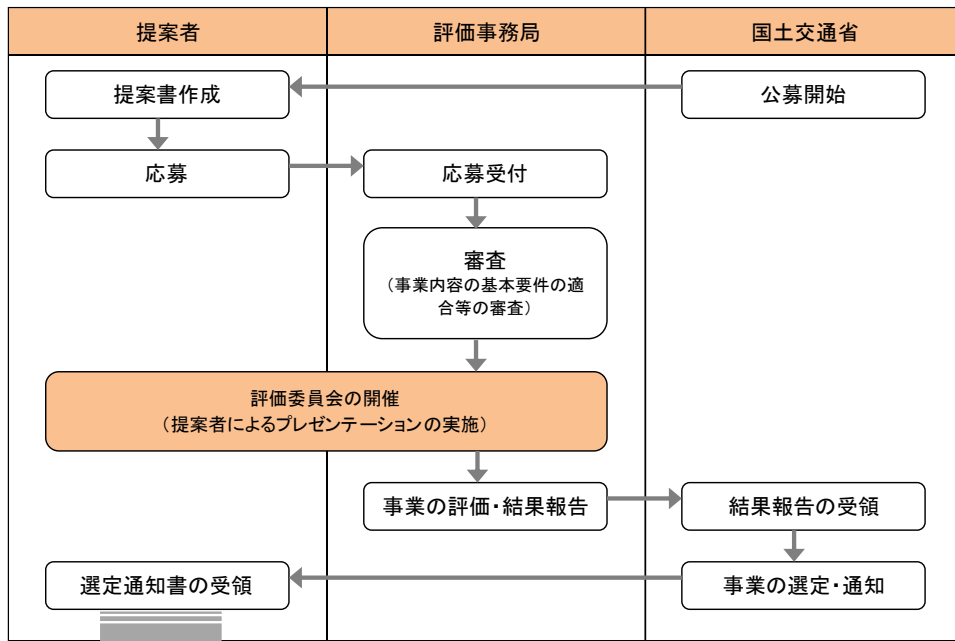 提案者
評価事務局
国土交通省
提案書作成
公募開始
応募
応募受付
審査
（事業内容の基本要件の適
合等の審査）
評価委員会の開催
（提案者によるプレゼンテーションの実施）
事業の評価・結果報告
結果報告の受領
選定通知書の受領
事業の選定・通知